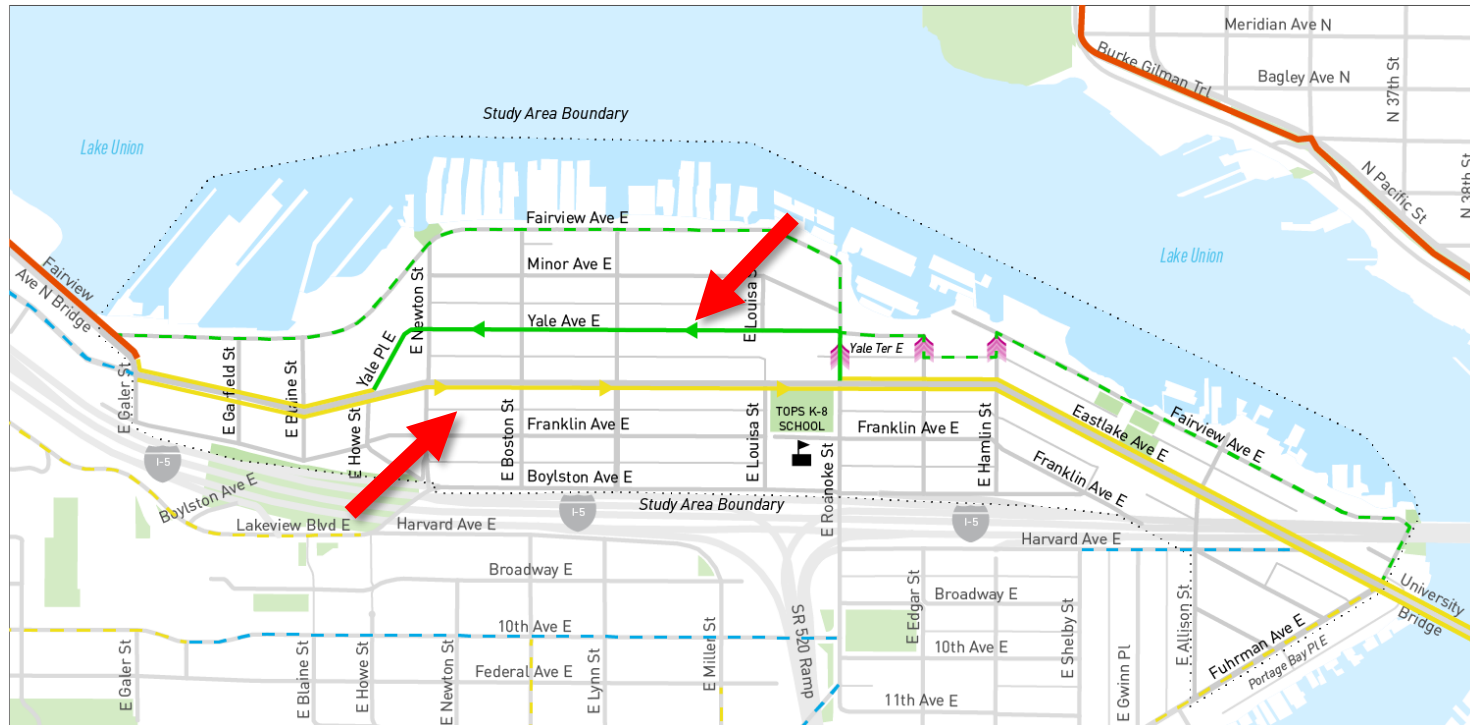 Meridian Ave N
Burke Gilman Trl
Bagley Ave N
N 37th St
N 38th St
N Pacific St
Study Area Boundary
Lake Union
Lake Union
Fairview Ave E
Minor Ave E
Yale Ave E
E Newton St
Yale Pl E
Yale Ter E
Fairview
Ave N Bridge
E Galer St
E Garfield St
E Blaine St
E Howe St
E Boston St
E Louisa St
TOPS K-8
SCHOOL
Franklin Ave E
Franklin Ave E
Franklin Ave E
E Louisa St
E Roanoke St
E Hamlin St
Eastlake Ave E
Fairview Ave E
I-5
Boylston Ave E
Boylston Ave E
I-5
Study Area Boundary
I-5
Lakeview Blvd E
Harvard Ave E
Harvard Ave E
Broadway E
Broadway E
10th Ave E
10th Ave E
Federal Ave E
11th Ave E
E Galer St
E Blaine St
E Howe St
E Newton St
E Lynn St
E Miller St
SR 520 Ramp
E Edgar St
E Shelby St
E Gwinn Pl
E Allison St
Fuhrman Ave E
Portage Bay Pl E
University
Bridge